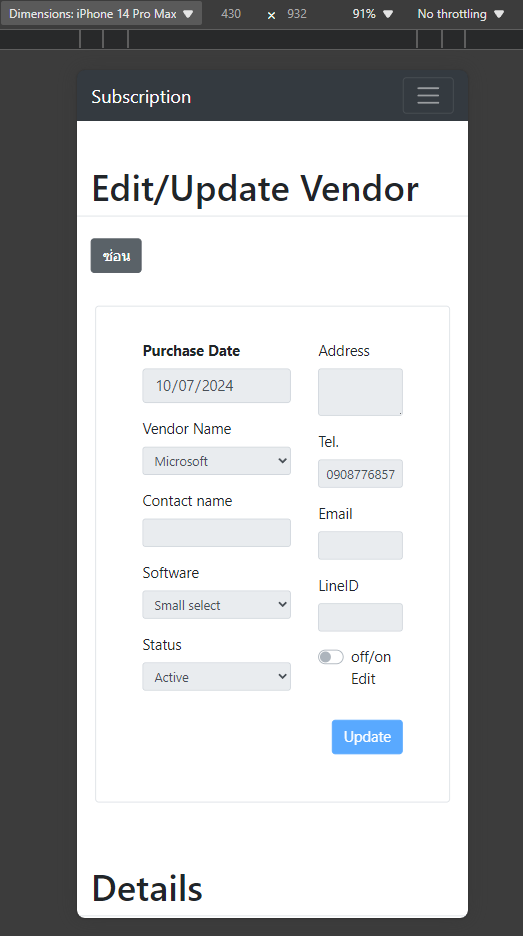 Dimensions: iPhone 14 Pro Max ▼ 430 × 932 91% ▼ No throttling ▼
Subscription
Edit/Update Vendor
ซ่อน
Purchase Date
10/07/2024
Vendor Name
Microsoft
Contact name
Software
Small select
Status
Active
Address
Tel.
0908776857
Email
LineID
off/on
Edit
Update
Details